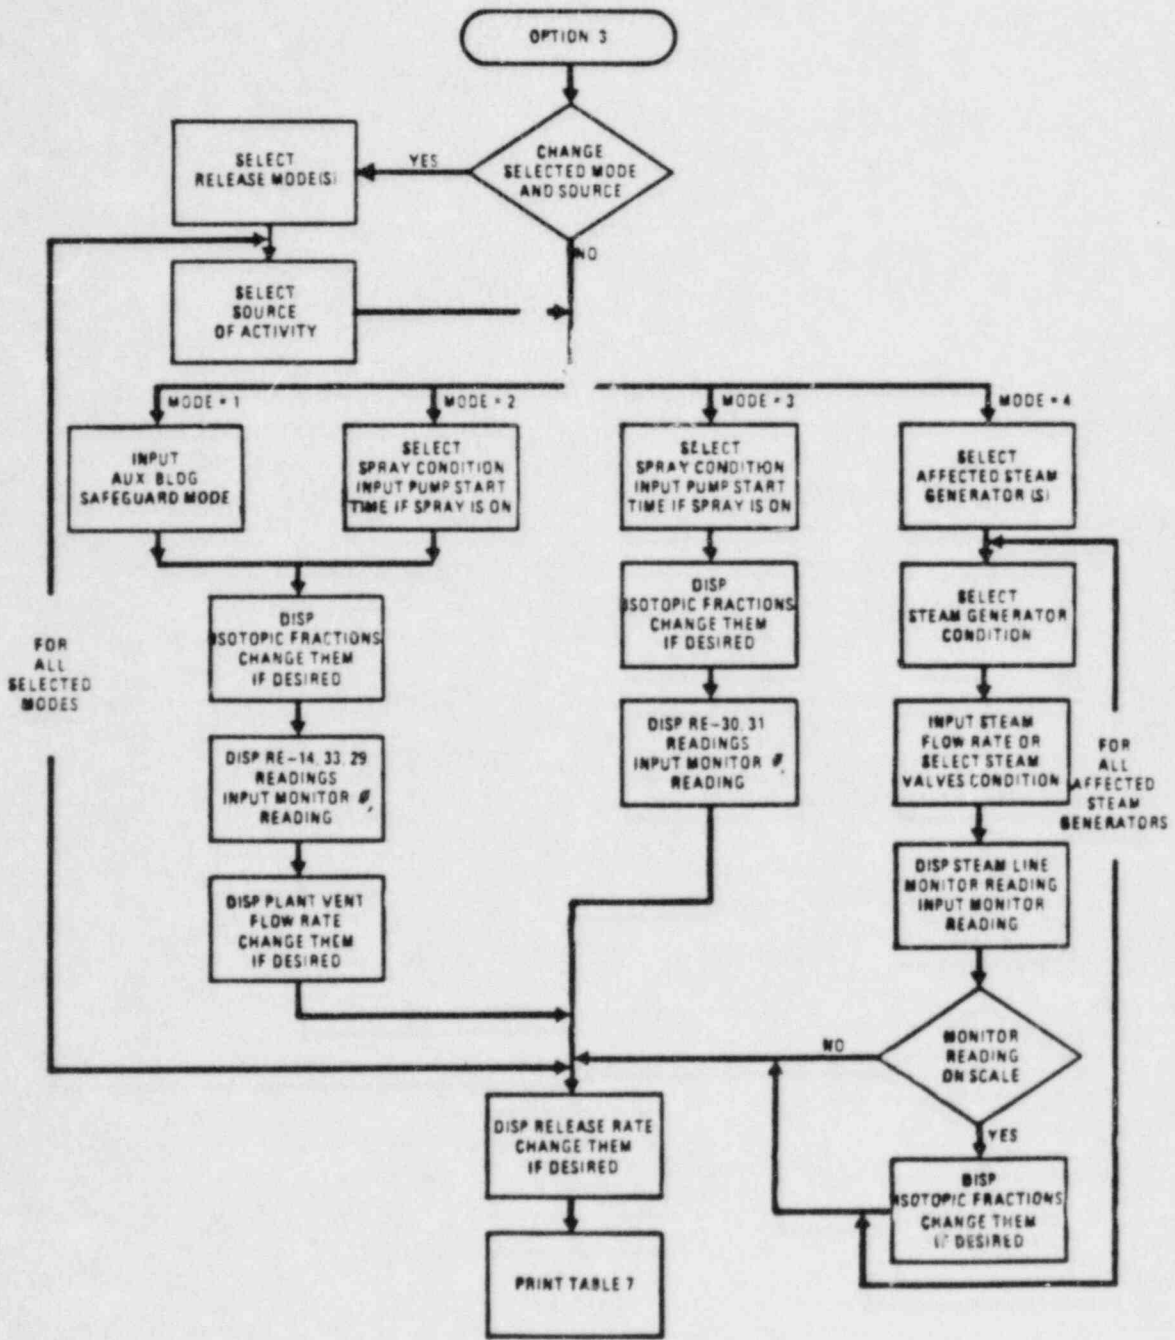 OPTION 3
CHANGE
SELECTED MODE
AND SOURCE
YES
NO
SELECT
RELEASE MODE(S)
SELECT
SOURCE
OF ACTIVITY
MODE = 1
MODE = 2
MODE = 3
MODE = 4
INPUT
AUX. BLDG
SAFEGUARD MODE
SELECT
SPRAY CONDITION
INPUT PUMP START
TIME IF SPRAY IS ON
SELECT
SPRAY CONDITION
INPUT PUMP START
TIME IF SPRAY IS ON
SELECT
AFFECTED STEAM
GENERATOR (S)
DISP
ISOTOPIC FRACTIONS
CHANGE THEM
IF DESIRED
DISP
ISOTOPIC FRACTIONS
CHANGE THEM
IF DESIRED
SELECT
STEAM GENERATOR
CONDITION
FOR
ALL
SELECTED
MODES
DISP RE-14, 33, 29
READINGS
INPUT MONITOR #,
READING
DISP RE-30, 31
READINGS
INPUT MONITOR #,
READING
INPUT STEAM
FLOW RATE OR
SELECT STEAM
VALVES CONDITION
FOR
ALL
AFFECTED
STEAM
GENERATORS
DISP PLANT VENT
FLOW RATE
CHANGE THEM
IF DESIRED
DISP STEAM LINE
MONITOR READING
INPUT MONITOR
READING
MONITOR
READING
ON SCALE
NO
YES
DISP RELEASE RATE
CHANGE THEM
IF DESIRED
DISP
ISOTOPIC FRACTIONS
CHANGE THEM
IF DESIRED
PRINT TABLE 7